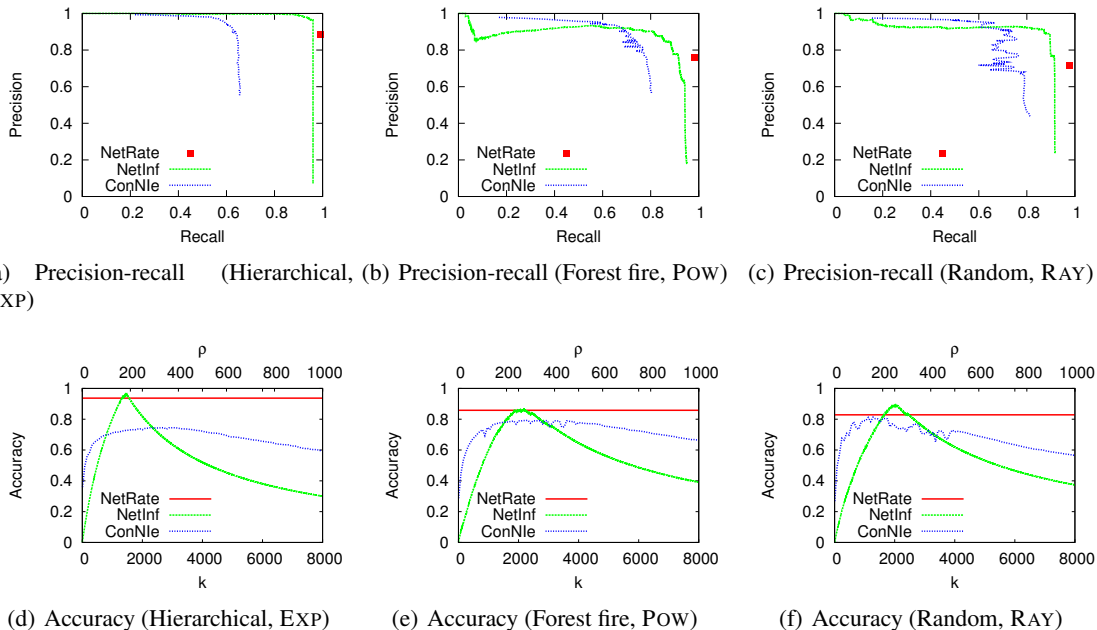 1
0.8
0.6
0.4
0.2
0
Precision
NetRate
NetInf
ConNIe
0 0.2 0.4 0.6 0.8 1
Recall
1
0.8
0.6
0.4
0.2
0
Precision
NetRate
NetInf
ConNIe
0 0.2 0.4 0.6 0.8 1
Recall
1
0.8
0.6
0.4
0.2
0
Precision
NetRate
NetInf
ConNIe
0 0.2 0.4 0.6 0.8 1
Recall
) Precision-recall (Hierarchical,
XP)
(b) Precision-recall (Forest fire, POW)
(c) Precision-recall (Random, RAY)
ρ
0 200 400 600 800 1000
1
0.8
0.6
0.4
0.2
0
Accuracy
NetRate
NetInf
ConNIe
0 2000 4000 6000 8000
k
ρ
0 200 400 600 800 1000
1
0.8
0.6
0.4
0.2
0
Accuracy
NetRate
NetInf
ConNIe
0 2000 4000 6000 8000
k
ρ
0 200 400 600 800 1000
1
0.8
0.6
0.4
0.2
0
Accuracy
NetRate
NetInf
ConNIe
0 2000 4000 6000 8000
k
(d) Accuracy (Hierarchical, EXP)
(e) Accuracy (Forest fire, POW)
(f) Accuracy (Random, RAY)